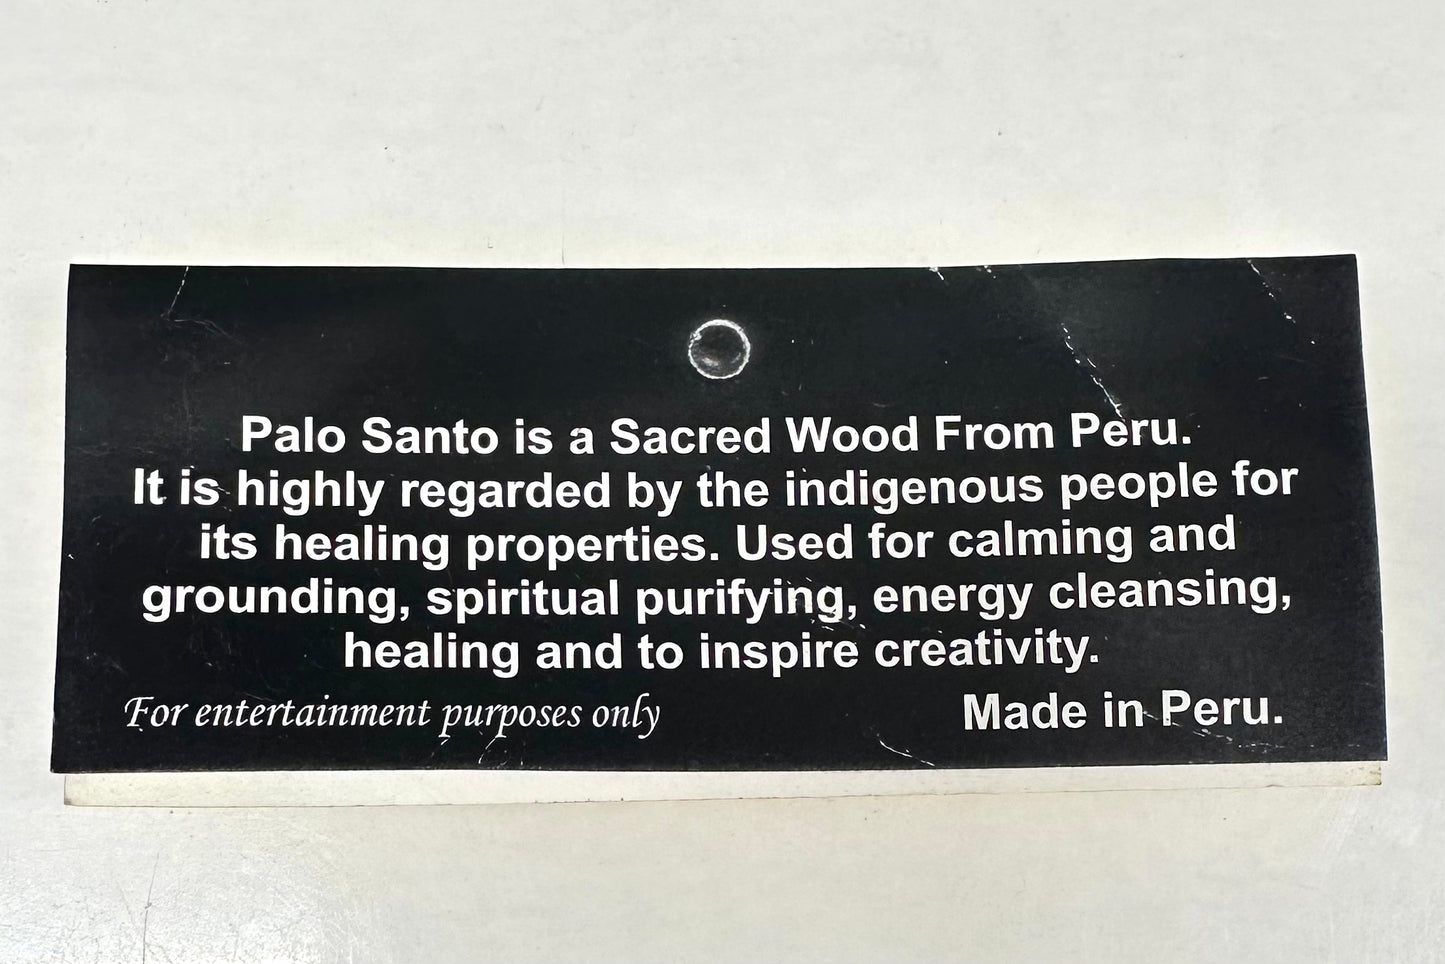 Palo Santo is a Sacred Wood From Peru.
It is highly regarded by the indigenous people for
its healing properties. Used for calming and
grounding, spiritual purifying, energy cleansing,
healing and to inspire creativity.
For entertainment purposes only
Made in Peru.